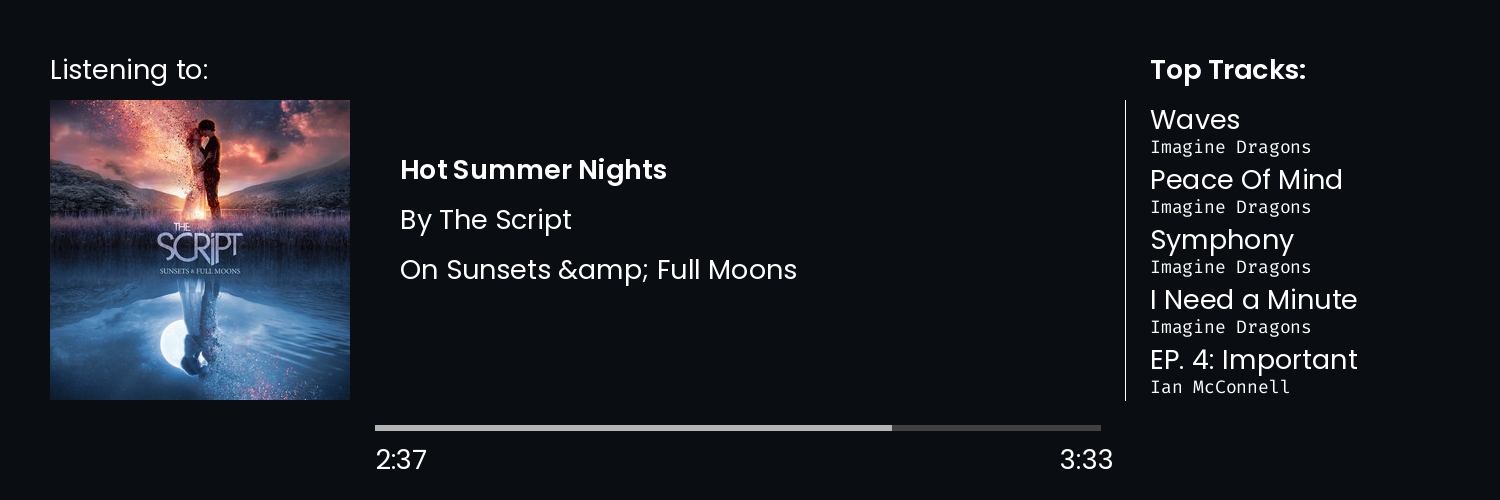 Listening to:
THE
SCRIPT
SUNSETS & FULL MOONS
Hot Summer Nights
By The Script
On Sunsets &amp; Full Moons
2:37
3:33
Top Tracks:
Waves
Imagine Dragons
Peace Of Mind
Imagine Dragons
Symphony
Imagine Dragons
I Need a Minute
Imagine Dragons
EP. 4: Important
Ian McConnell